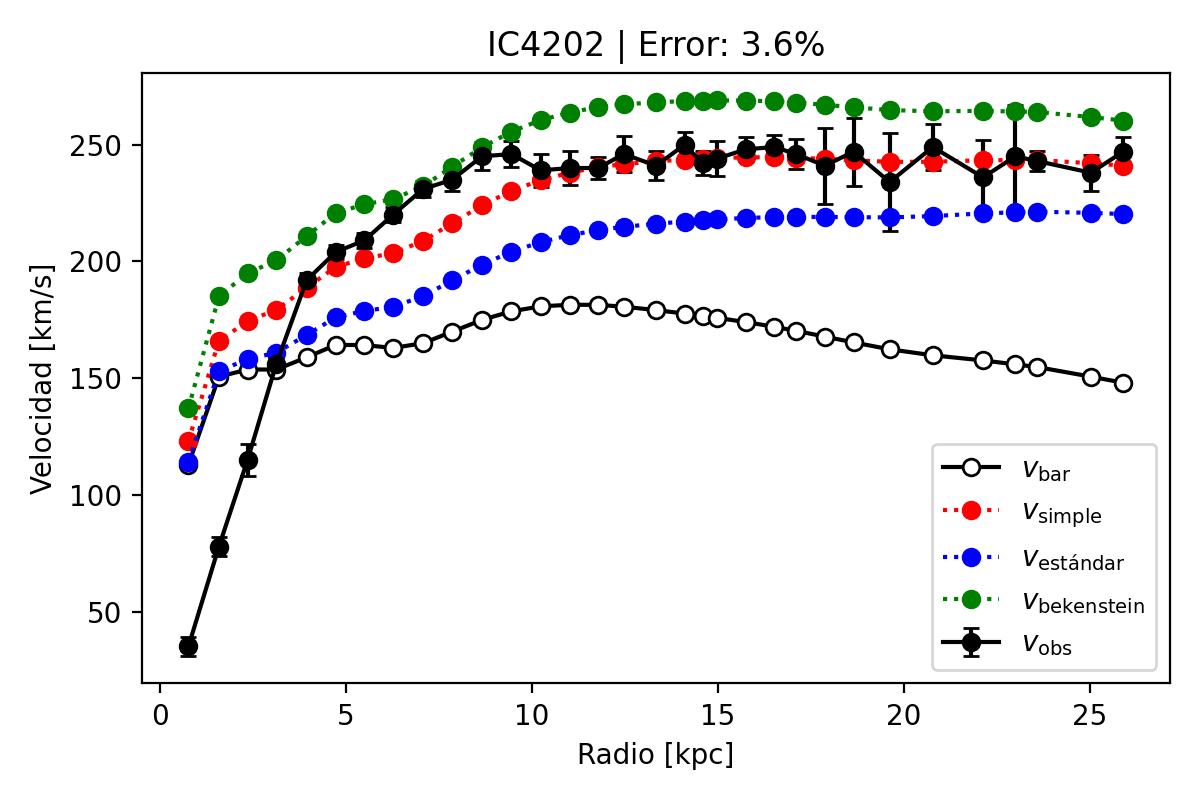 IC4202 | Error: 3.6%
Velocidad [km/s]
250
200
150
100
50
0
5
10
15
20
25
Radio [kpc]
v_bar
v_simple
v_estándar
v_bekenstein
v_obs